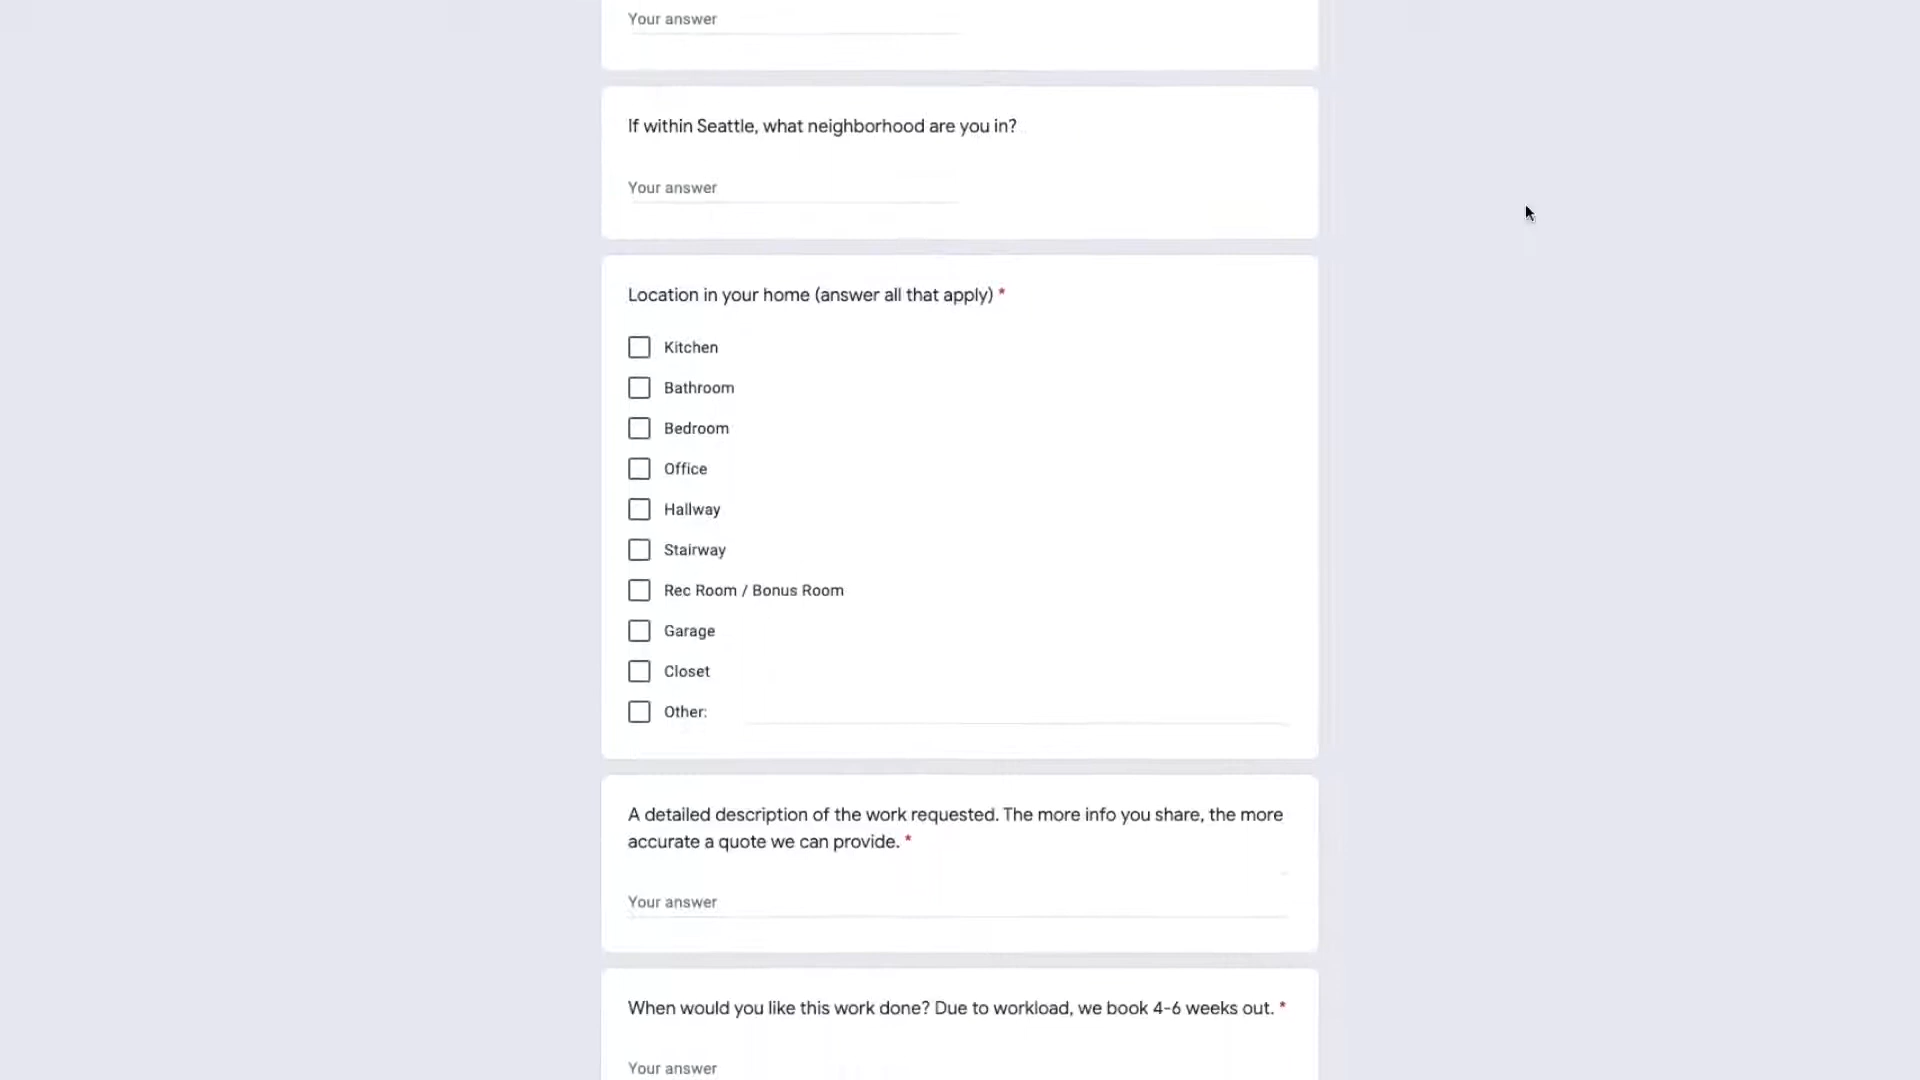 Your answer
If within Seattle, what neighborhood are you in?
Your answer
Location in your home (answer all that apply) *
Kitchen
Bathroom
Bedroom
Office
Hallway
Stairway
Rec Room / Bonus Room
Garage
Closet
Other:
A detailed description of the work requested. The more info you share, the more
accurate a quote we can provide. *
Your answer
When would you like this work done? Due to workload, we book 4-6 weeks out. *
Your answer